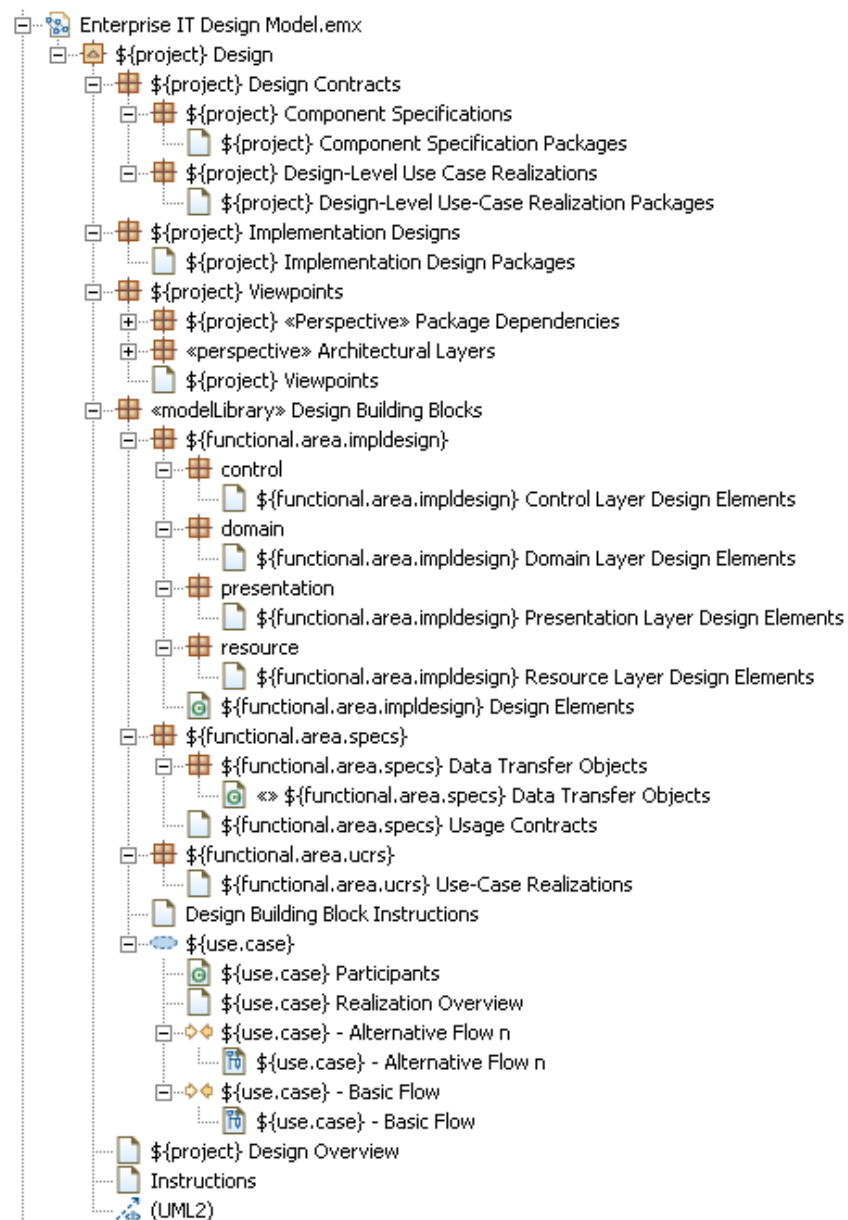 Enterprise IT Design Model.emx
${project} Design
${project} Design Contracts
${project} Component Specifications
${project} Component Specification Packages
${project} Design-Level Use Case Realizations
${project} Design-Level Use-Case Realization Packages
${project} Implementation Designs
${project} Implementation Design Packages
${project} Viewpoints
${project} «Perspective» Package Dependencies
«perspective» Architectural Layers
${project} Viewpoints
«modelLibrary» Design Building Blocks
${functional.area.impldesign}
control
${functional.area.impldesign} Control Layer Design Elements
domain
${functional.area.impldesign} Domain Layer Design Elements
presentation
${functional.area.impldesign} Presentation Layer Design Elements
resource
${functional.area.impldesign} Resource Layer Design Elements
${functional.area.impldesign} Design Elements
${functional.area.specs}
${functional.area.specs} Data Transfer Objects
«» ${functional.area.specs} Data Transfer Objects
${functional.area.specs} Usage Contracts
${functional.area.ucrs}
${functional.area.ucrs} Use-Case Realizations
Design Building Block Instructions
${use.case}
${use.case} Participants
${use.case} Realization Overview
${use.case} - Alternative Flow n
${use.case} - Alternative Flow n
${use.case} - Basic Flow
${use.case} - Basic Flow
${project} Design Overview
Instructions
(UML2)